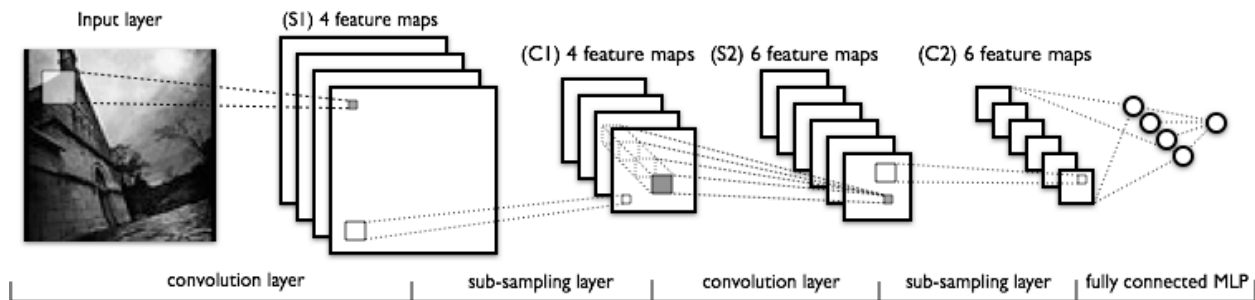 Input layer
(S1) 4 feature maps
(C1) 4 feature maps
(S2) 6 feature maps
(C2) 6 feature maps
convolution layer
sub-sampling layer
convolution layer
sub-sampling layer
fully connected MLP